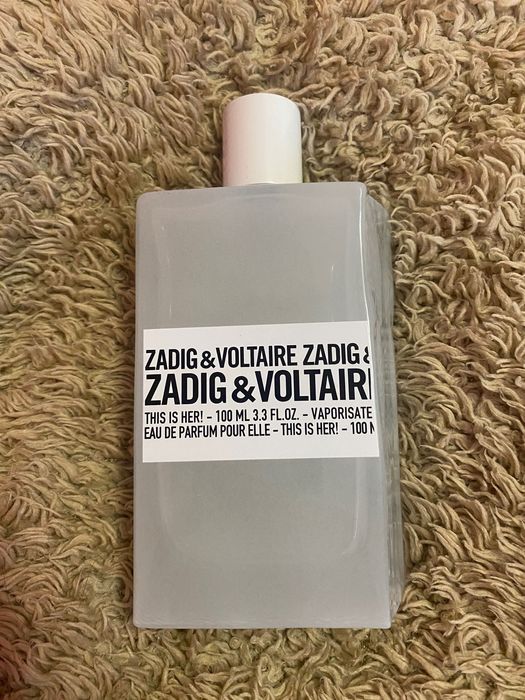 ZADIG & VOLTAIRE ZADIG &
ZADIG & VOLTAIR
THIS IS HER! – 100 ML 3.3 FL.OZ. – VAPORISATE
EAU DE PARFUM POUR ELLE – THIS IS HER! – 100 M